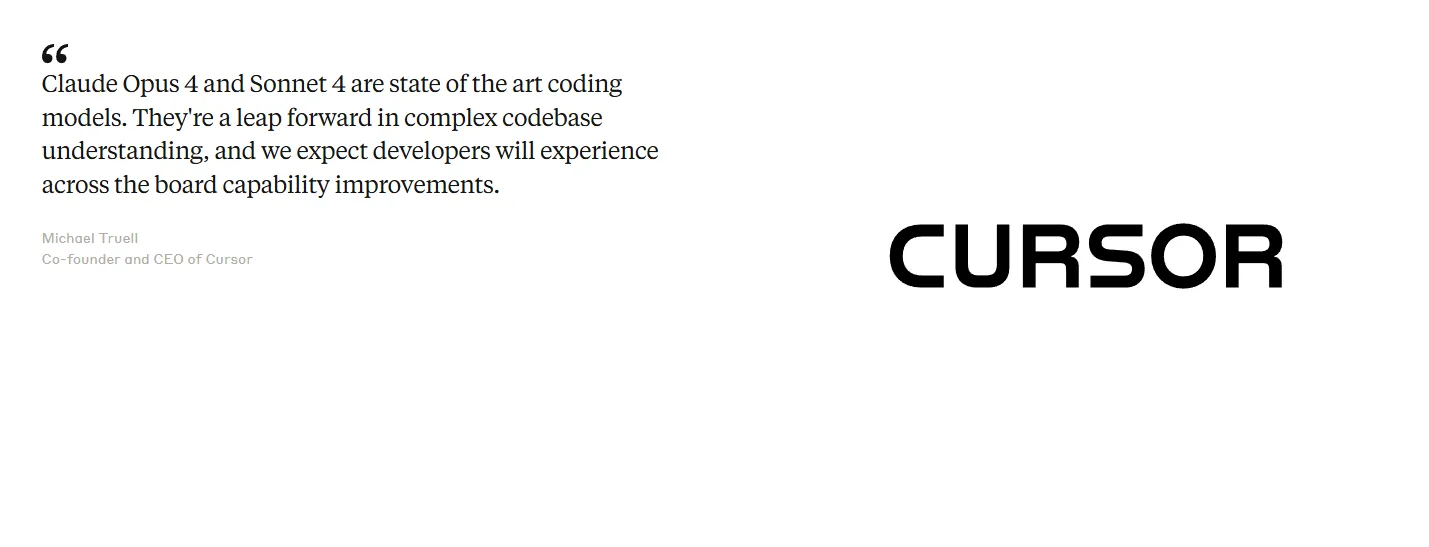 “
Claude Opus 4 and Sonnet 4 are state of the art coding
models. They're a leap forward in complex codebase
understanding, and we expect developers will experience
across the board capability improvements.
Michael Truell
Co-founder and CEO of Cursor
CURSOR